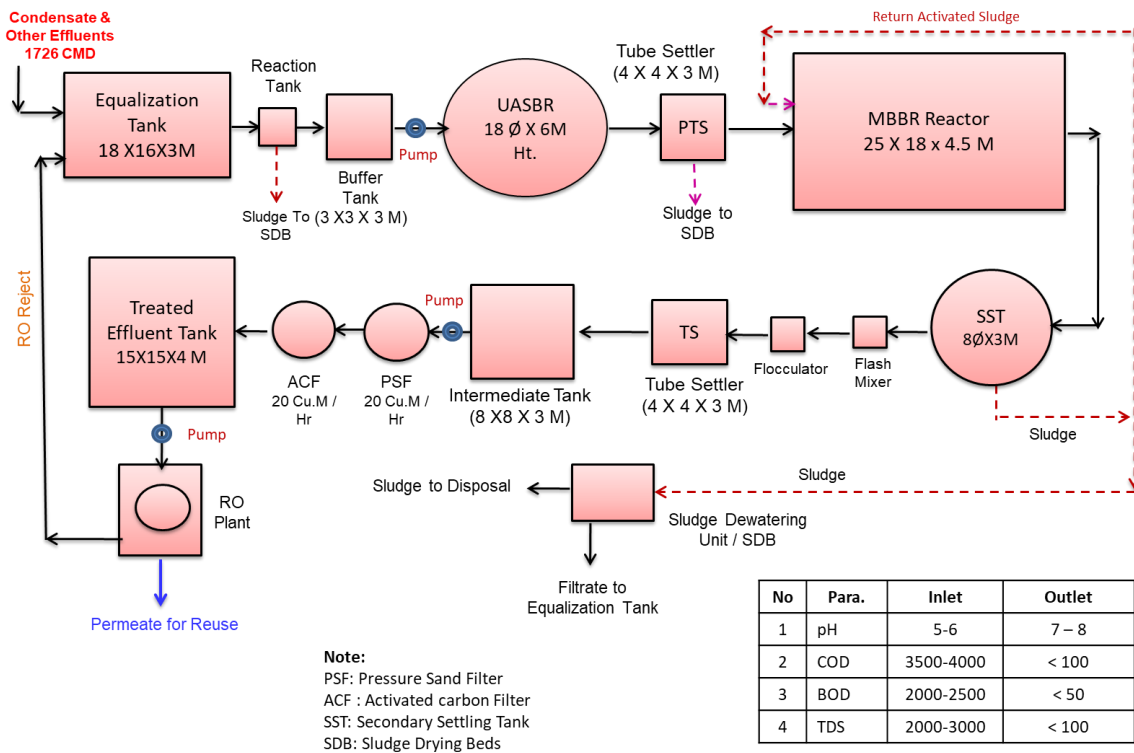 Condensate &
Other Effluents
1726 CMD
Return Activated Sludge
Equalization
Tank
18 X16X3M
Reaction
Tank
Sludge To
SDB
Buffer
Tank
(3 X3 X 3 M)
Pump
UASBR
18 Ø X 6M
Ht.
Tube Settler
(4 X 4 X 3 M)
PTS
Sludge to
SDB
MBBR Reactor
25 X 18 x 4.5 M
RO Reject
Treated
Effluent Tank
15X15X4 M
ACF
20 Cu.M /
Hr
PSF
20 Cu.M /
Hr
Pump
Intermediate Tank
(8 X8 X 3 M)
TS
Tube Settler
(4 X 4 X 3 M)
Flocculator
Flash
Mixer
SST
8ØX3M
Sludge
Pump
RO
Plant
Permeate for Reuse
Sludge to Disposal
Sludge
Sludge Dewatering
Unit / SDB
Filtrate to
Equalization Tank
Note:
PSF: Pressure Sand Filter
ACF : Activated carbon Filter
SST: Secondary Settling Tank
SDB: Sludge Drying Beds
No Para. Inlet Outlet
1 pH 5-6 7 – 8
2 COD 3500-4000 < 100
3 BOD 2000-2500 < 50
4 TDS 2000-3000 < 100